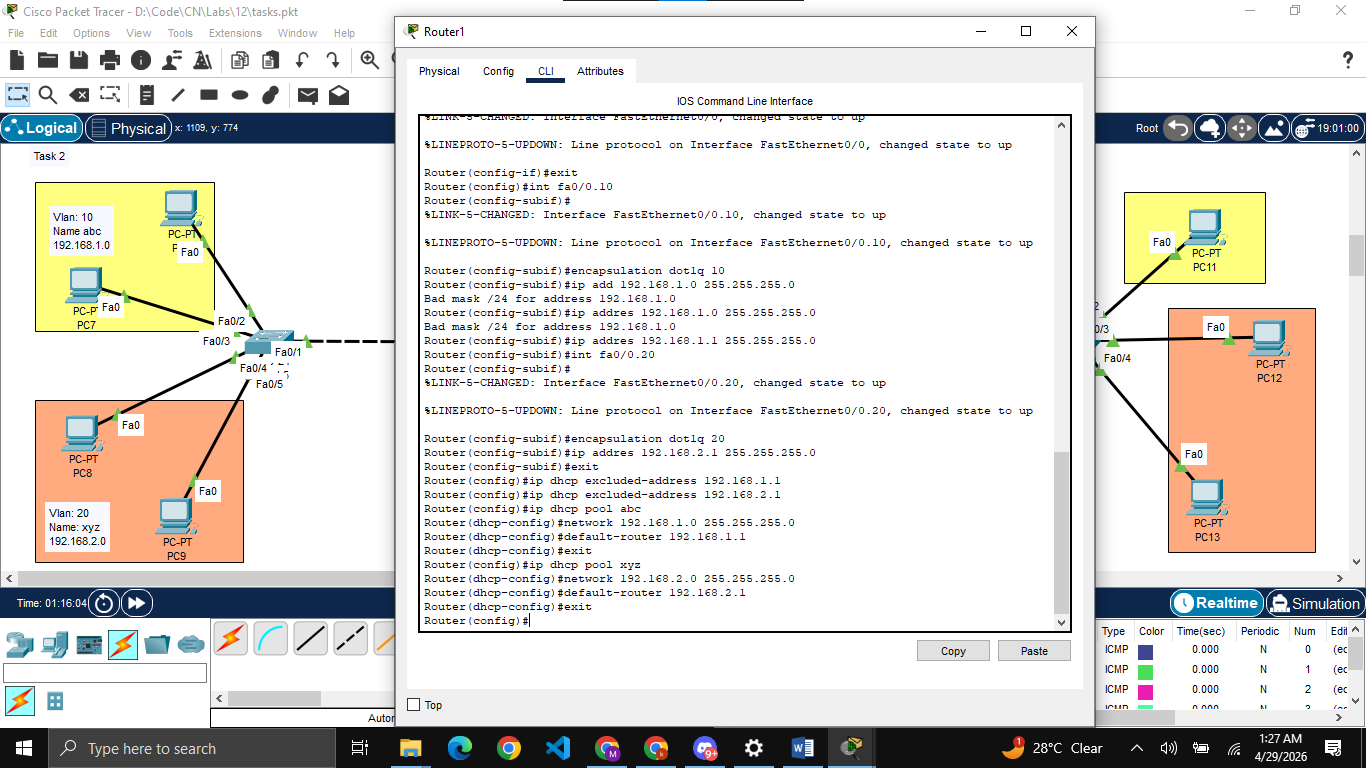 Cisco Packet Tracer - D:\Code\CN\Labs\12\tasks.pkt
File Edit Options View Tools Extensions Window Help
Logical Physical x: 1109, y: 774
Root 19:01:00
Task 2
Vlan: 10
Name abc
192.168.1.0
PC-PT
Fa0
PC-PT
PC7
Fa0
Fa0/2
Fa0/3
Fa0/1
Fa0/4
Fa0/5
Fa0
PC-PT
PC8
Fa0
Vlan: 20
Name: xyz
192.168.2.0
PC-PT
PC9
Router1
Physical Config CLI Attributes
IOS Command Line Interface
%LINK-5-CHANGED: Interface FastEthernet0/0, changed state to up
%LINEPROTO-5-UPDOWN: Line protocol on Interface FastEthernet0/0, changed state to up
Router(config-if)#exit
Router(config)#int fa0/0.10
Router(config-subif)#
%LINK-5-CHANGED: Interface FastEthernet0/0.10, changed state to up
%LINEPROTO-5-UPDOWN: Line protocol on Interface FastEthernet0/0.10, changed state to up
Router(config-subif)#encapsulation dot1q 10
Router(config-subif)#ip add 192.168.1.0 255.255.255.0
Bad mask /24 for address 192.168.1.0
Router(config-subif)#ip addres 192.168.1.0 255.255.255.0
Bad mask /24 for address 192.168.1.0
Router(config-subif)#ip addres 192.168.1.1 255.255.255.0
Router(config-subif)#int fa0/0.20
Router(config-subif)#
%LINK-5-CHANGED: Interface FastEthernet0/0.20, changed state to up
%LINEPROTO-5-UPDOWN: Line protocol on Interface FastEthernet0/0.20, changed state to up
Router(config-subif)#encapsulation dot1q 20
Router(config-subif)#ip addres 192.168.2.1 255.255.255.0
Router(config-subif)#exit
Router(config)#ip dhcp excluded-address 192.168.1.1
Router(config)#ip dhcp excluded-address 192.168.2.1
Router(config)#ip dhcp pool abc
Router(dhcp-config)#network 192.168.1.0 255.255.255.0
Router(dhcp-config)#default-router 192.168.1.1
Router(dhcp-config)#exit
Router(config)#ip dhcp pool xyz
Router(dhcp-config)#network 192.168.2.0 255.255.255.0
Router(dhcp-config)#default-router 192.168.2.1
Router(dhcp-config)#exit
Router(config)#
Copy Paste
Top
Fa0
PC-PT
PC11
Fa0
PC-PT
PC12
Fa0/4
Fa0
PC-PT
PC13
Time: 01:16:04
Realtime Simulation
Type Color Time(sec) Periodic Num
ICMP 0.000 N 0
ICMP 0.000 N 1
ICMP 0.000 N 2
Type here to search
1
28°C Clear
1:27 AM
4/29/2026